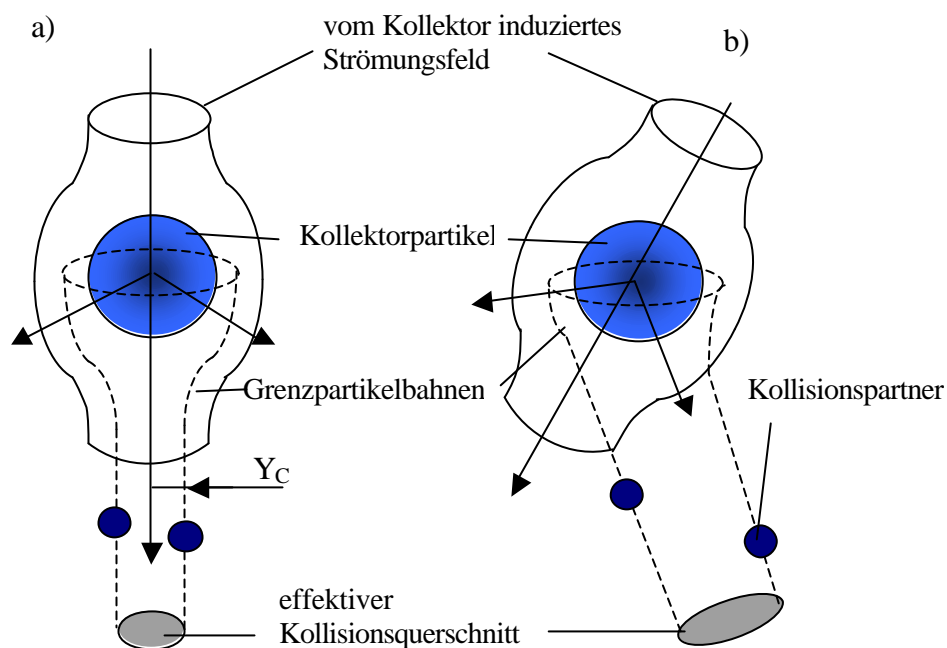 a)
vom Kollektor induziertes
Strömungsfeld
b)
Kollektorpartikel
Grenzpartikelbahnen
Kollisionspartner
Y_C
effektiver
Kollisionsquerschnitt